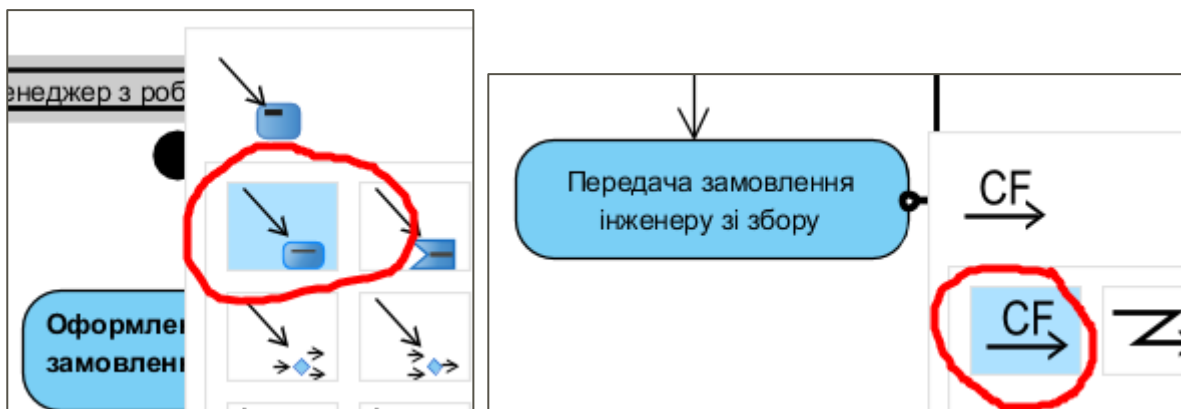 енеджер з роб
Оформле
замовлен
Передача замовлення
інженеру зі збору
CF
CF